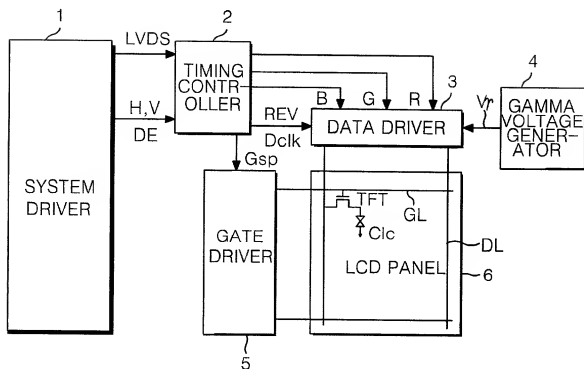 1
LVDS
H,V
DE
SYSTEM
DRIVER
2
TIMING
CONTR
OLLER
B
G
R
3
REV
Dclk
DATA DRIVER
Vr
4
GAMMA
VOLTAGE
GENER-
ATOR
Gsp
GATE
DRIVER
5
TFT
GL
Clc
DL
LCD PANEL
6